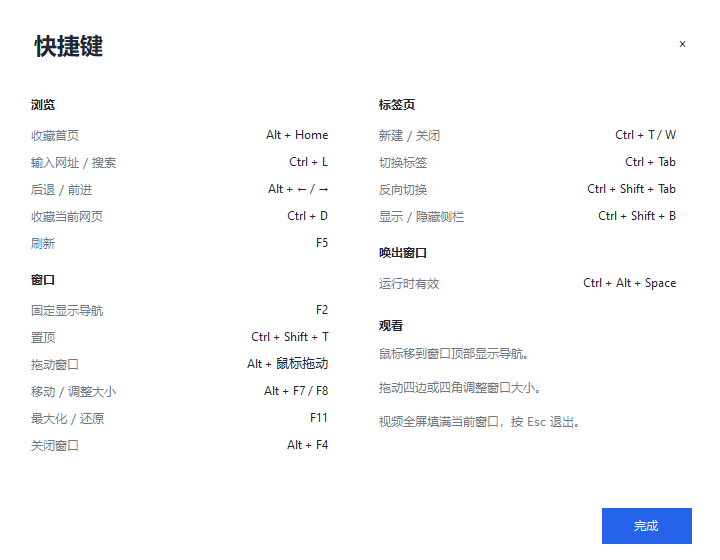 快捷键
×
浏览
收藏首页 Alt + Home
输入网址 / 搜索 Ctrl + L
后退 / 前进 Alt + ← / →
收藏当前网页 Ctrl + D
刷新 F5
窗口
固定显示导航 F2
置顶 Ctrl + Shift + T
拖动窗口 Alt + 鼠标拖动
移动 / 调整大小 Alt + F7 / F8
最大化 / 还原 F11
关闭窗口 Alt + F4
标签页
新建 / 关闭 Ctrl + T / W
切换标签 Ctrl + Tab
反向切换 Ctrl + Shift + Tab
显示 / 隐藏侧栏 Ctrl + Shift + B
唤出窗口
运行时有效 Ctrl + Alt + Space
观看
鼠标移到窗口顶部显示导航。
拖动四边或四角调整窗口大小。
视频全屏填满当前窗口，按 Esc 退出。
完成